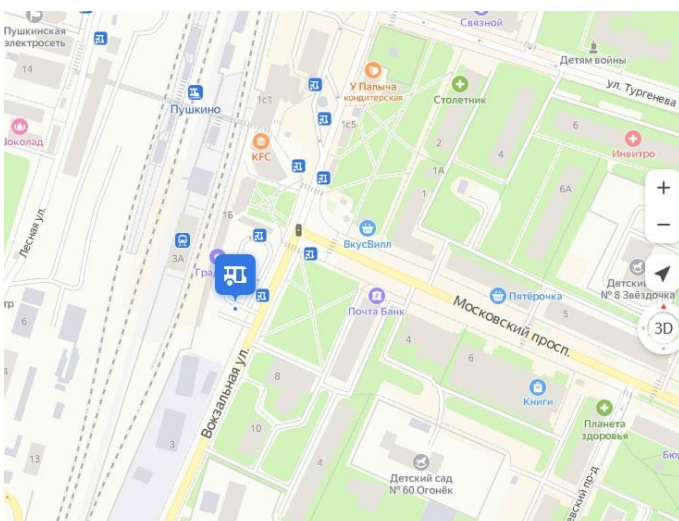 Связной
Пушкинская
электросеть
Детям войны
14
ул. Тургенева
У Палыча
кондитерская
Столетник
Пушкино
1с1
1с5
6
Шоколад
2
Инвитро
KFC
4
1А
6А
1
1Б
Лесная ул.
ВкусВилл
3А
Град
Детский
№ 8 Звёздочка
Пятёрочка
Почта Банк
Московский просп.
5
3D
6
4
6
Вокзальная ул.
8
Книги
Планета
здоровья
10
3
13
4
Детский сад
№ 60 Огонёк